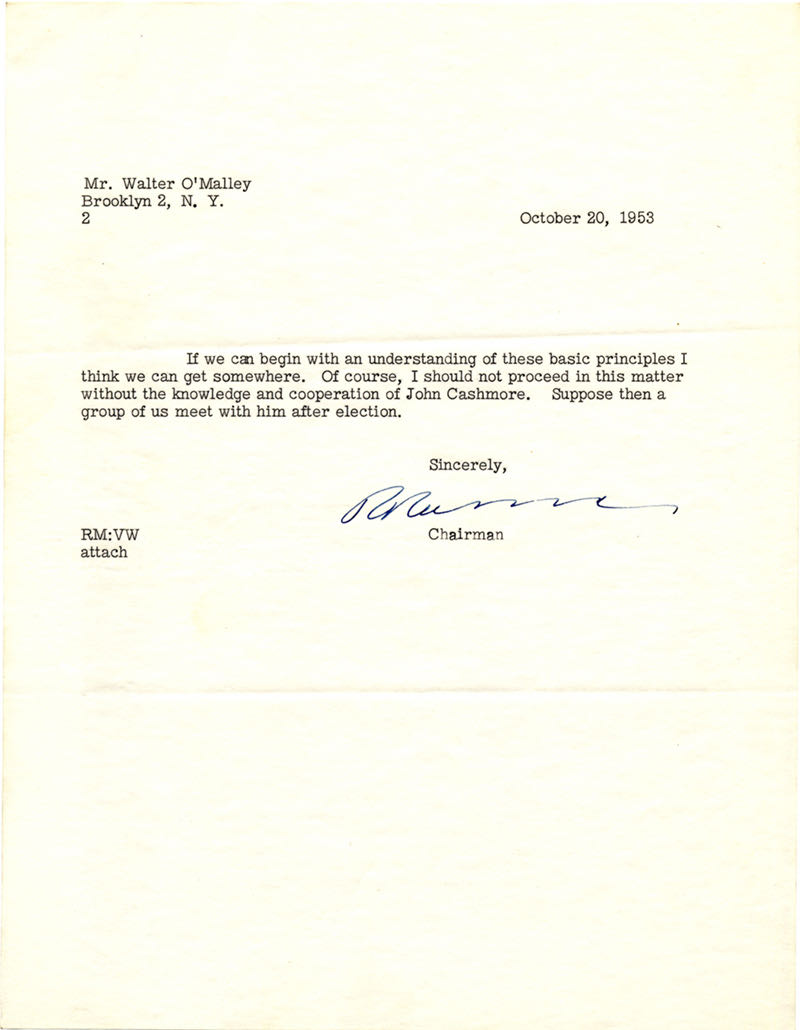 Mr. Walter O'Malley
Brooklyn 2, N. Y.
2 October 20, 1953
If we can begin with an understanding of these basic principles I
think we can get somewhere. Of course, I should not proceed in this matter
without the knowledge and cooperation of John Cashmore. Suppose then a
group of us meet with him after election.
Sincerely,
Chairman
RM:VW
attach